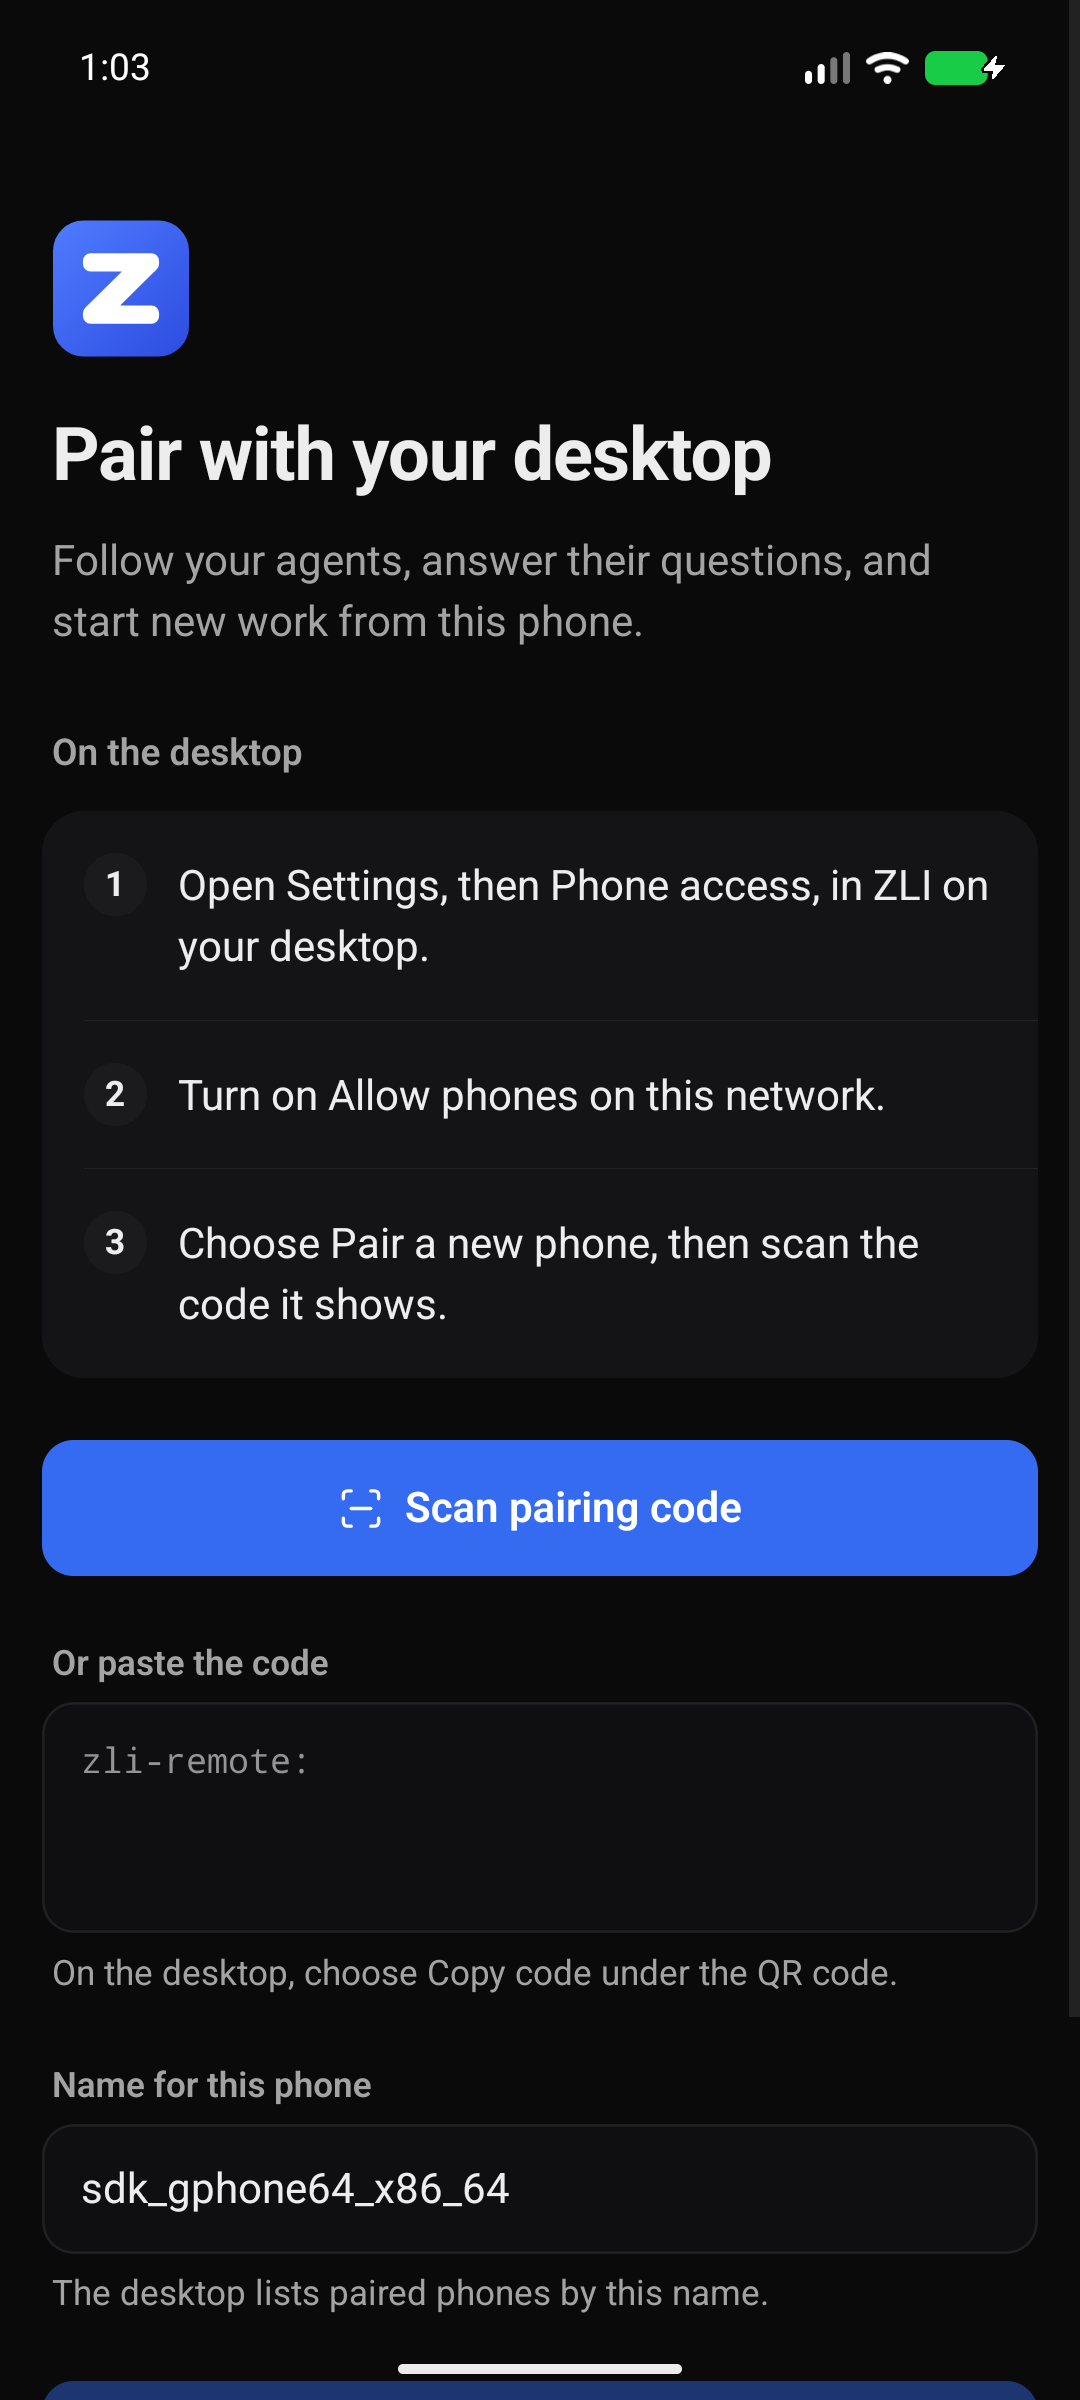 1:03
Z
Pair with your desktop
Follow your agents, answer their questions, and
start new work from this phone.
On the desktop
1 Open Settings, then Phone access, in ZLI on
your desktop.
2 Turn on Allow phones on this network.
3 Choose Pair a new phone, then scan the
code it shows.
Scan pairing code
Or paste the code
zli-remote:
On the desktop, choose Copy code under the QR code.
Name for this phone
sdk_gphone64_x86_64
The desktop lists paired phones by this name.